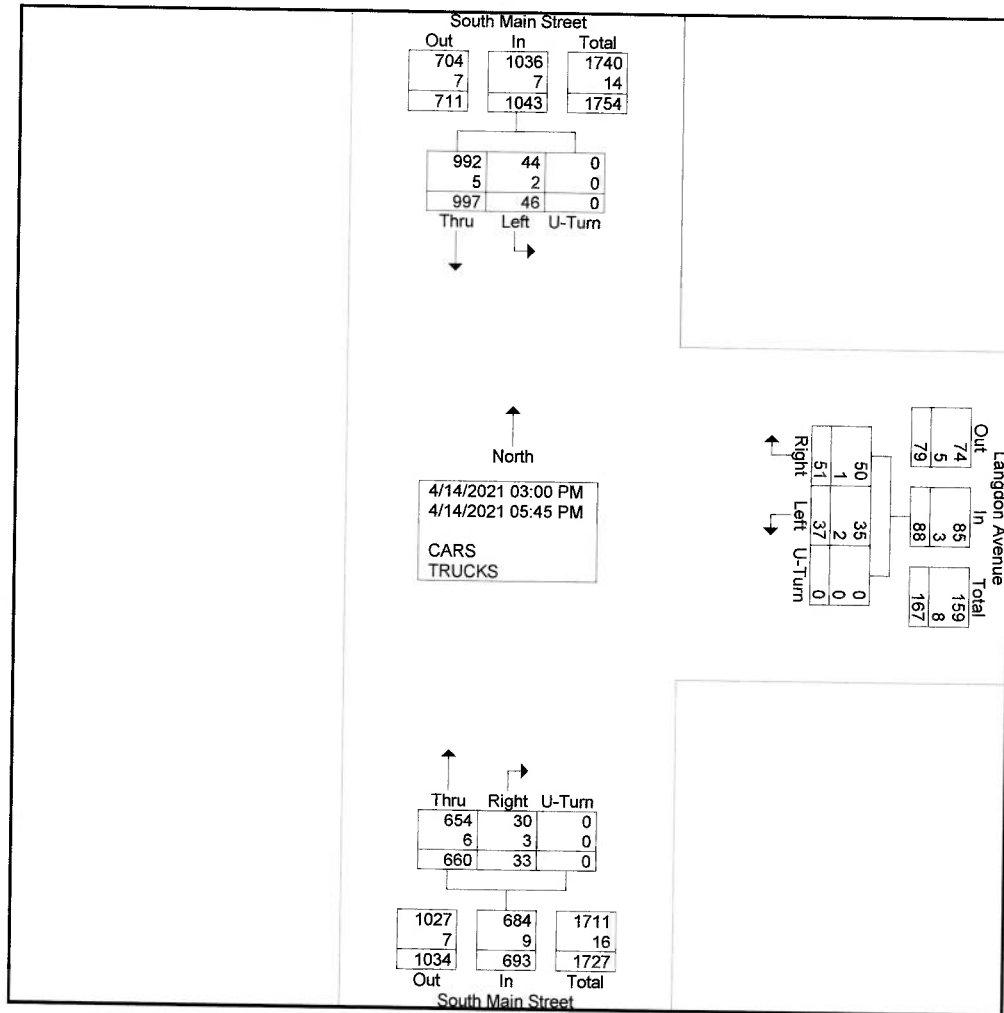 South Main Street
Out In Total
704 1036 1740
7 7 14
711 1043 1754
992 44 0
5 2 0
997 46 0
Thru Left U-Turn
North
4/14/2021 03:00 PM
4/14/2021 05:45 PM
CARS
TRUCKS
Langdon Avenue
Out In Total
74 85 159
5 3 8
79 88 167
50 35 0
1 2 0
51 37 0
Right Left U-Turn
Thru Right U-Turn
654 30 0
6 3 0
660 33 0
1027 684 1711
7 9 16
1034 693 1727
Out In Total
South Main Street